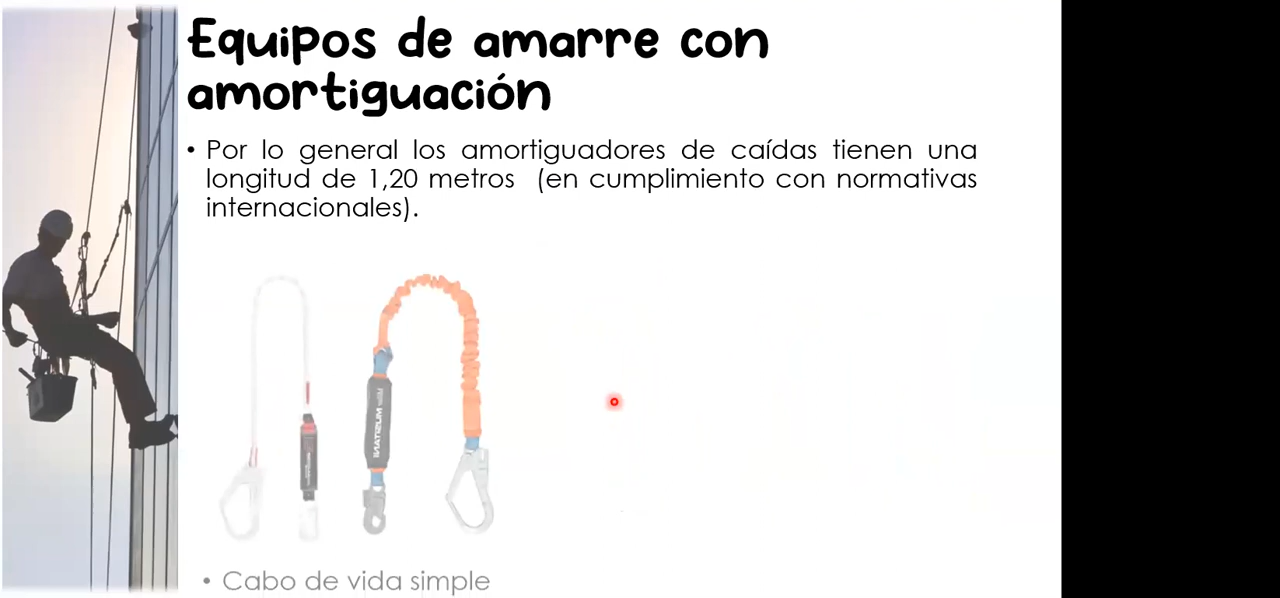 Equipos de amarre con
amortiguación
• Por lo general los amortiguadores de caídas tienen una
longitud de 1,20 metros (en cumplimiento con normativas
internacionales).
• Cabo de vida simple